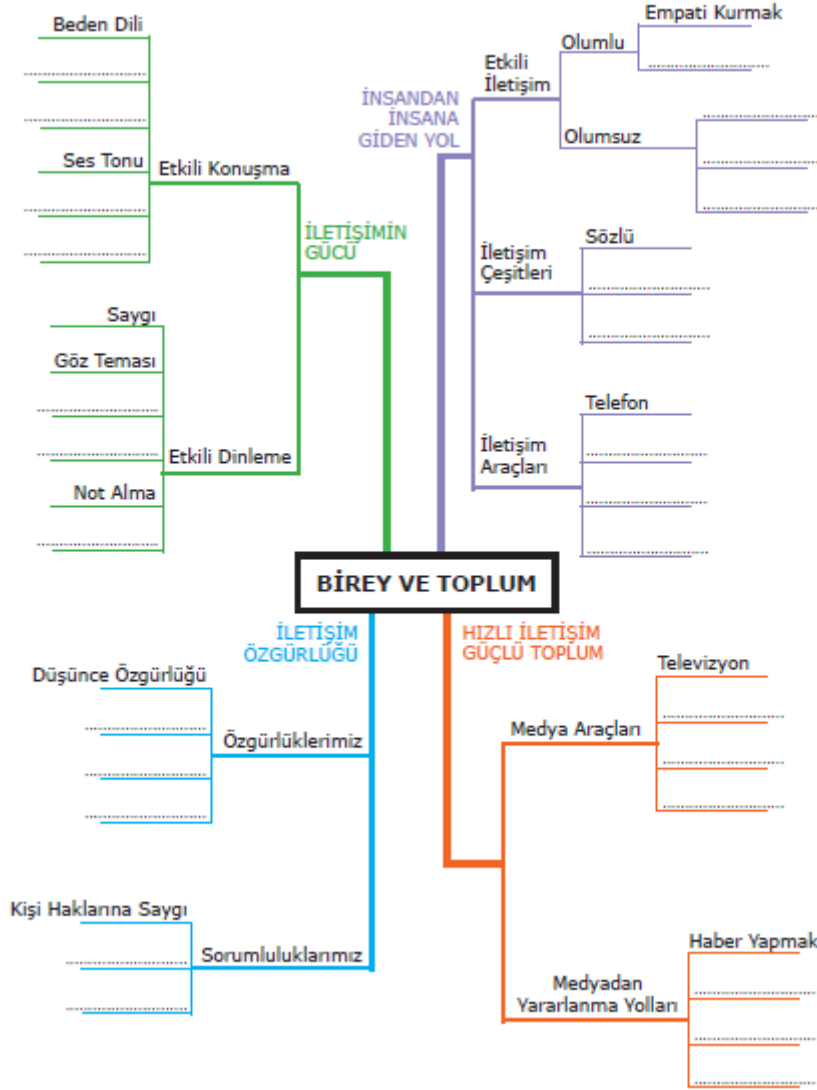 Beden Dili
Ses Tonu
Etkili Konuşma
İLETİŞİMİN
GÜCÜ
Saygı
Göz Teması
Etkili Dinleme
Not Alma
İNSANDAN
İNSANA
GİDEN YOL
Etkili
İletişim
Olumlu
Empati Kurmak
Olumsuz
İletişim
Çeşitleri
Sözlü
İletişim
Araçları
Telefon
BİREY VE TOPLUM
İLETİŞİM
ÖZGÜRLÜĞÜ
Düşünce Özgürlüğü
Özgürlüklerimiz
Kişi Haklarına Saygı
Sorumluluklarımız
HIZLI İLETİŞİM
GÜÇLÜ TOPLUM
Televizyon
Medya Araçları
Haber Yapmak
Medyadan
Yararlanma Yolları